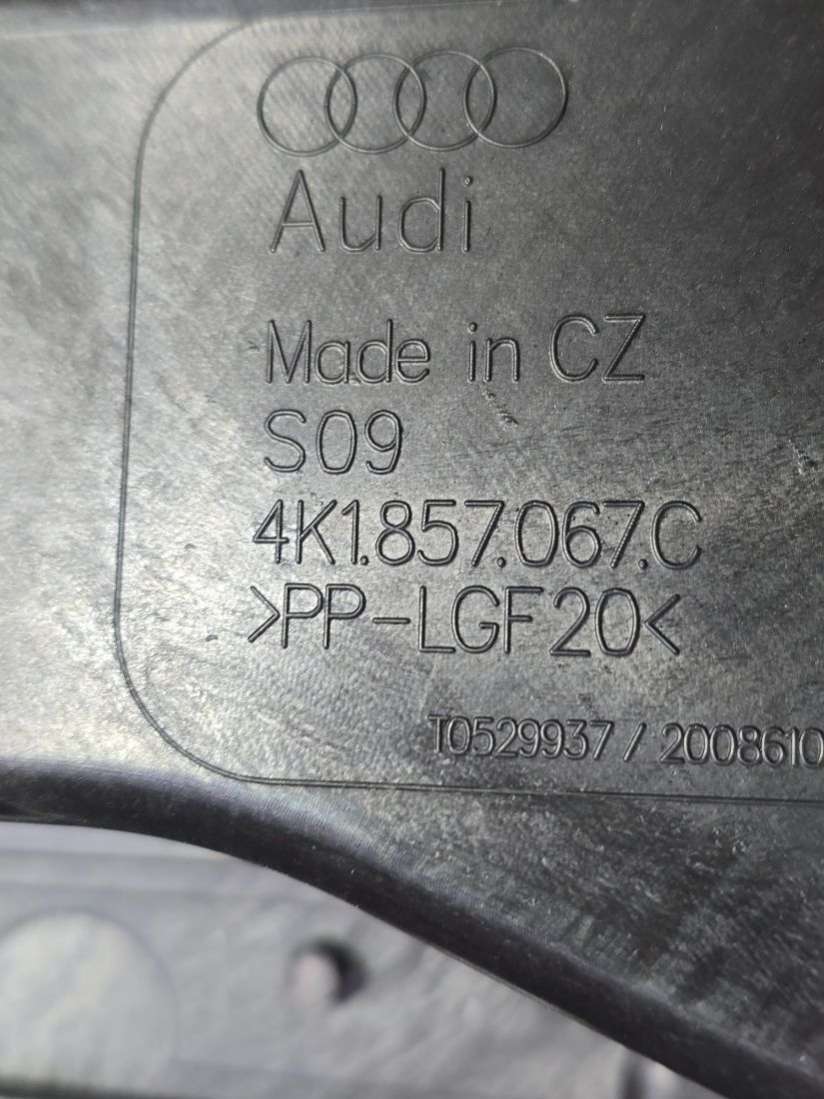 Audi
Made in CZ
S09
4K1.857.067.C
>PP-LGF20<
T0529937 / 2008610